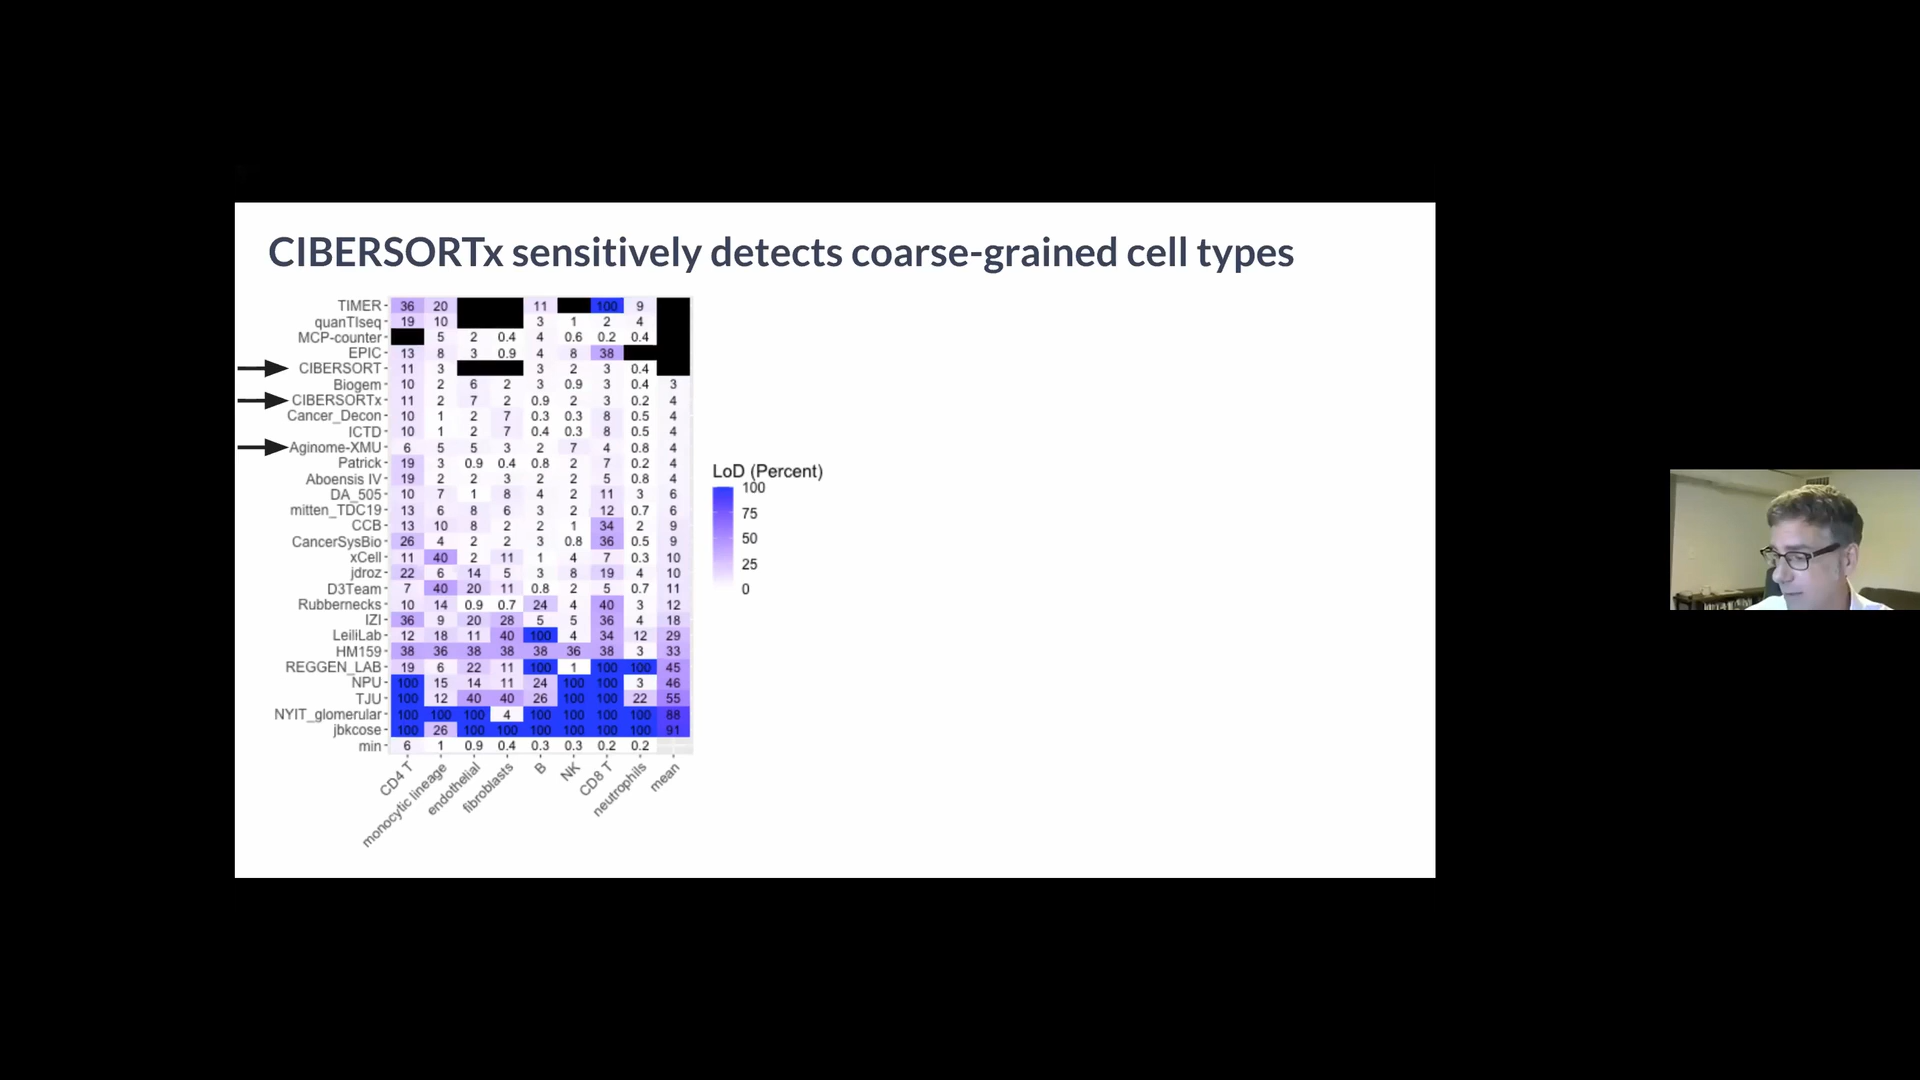 CIBERSORTx sensitively detects coarse-grained cell types
TIMER 36 20 11 100 9
quanTIseq 19 10 3 1 2 4
MCP-counter 5 2 0.4 4 0.6 0.2 0.4
EPIC 13 8 3 0.9 4 8 38
CIBERSORT 11 3 3 2 3 0.4
Biogem 10 2 6 2 3 0.9 3 0.4 3
CIBERSORTx 11 2 7 2 0.9 2 3 0.2 4
Cancer_Decon 10 1 2 7 0.3 0.3 8 0.5 4
ICTD 10 1 2 7 0.4 0.3 8 0.5 4
Aginome-XMU 6 5 5 3 2 7 4 0.8 4
Patrick 19 3 0.9 0.4 0.8 2 7 0.2 4
Aboensis IV 19 2 2 3 2 2 5 0.8 4
DA_505 10 7 1 8 4 2 11 3 6
mitten_TDC19 13 6 8 6 3 2 12 0.7 6
CCB 13 10 8 2 2 1 34 2 9
CancerSysBio 26 4 2 2 3 0.8 36 0.5 9
xCell 11 40 2 11 1 4 7 0.3 10
jdroz 22 6 14 5 3 8 19 4 10
D3Team 7 40 20 11 0.8 2 5 0.7 11
Rubbernecks 10 14 0.9 0.7 24 4 40 3 12
IZI 36 9 20 28 5 5 36 4 18
LeiliLab 12 18 11 40 100 4 34 12 29
HM159 38 36 38 38 38 36 38 3 33
REGGEN_LAB 19 6 22 11 100 1 100 100 45
NPU 100 15 14 11 24 100 100 3 46
TJU 100 12 40 40 26 100 100 22 55
NYIT_glomerular 100 100 100 4 100 100 100 100 88
jbkcose 100 26 100 100 100 100 100 100 91
min 6 1 0.9 0.4 0.3 0.3 0.2 0.2
CD4 T monocytic lineage endothelial fibroblasts B NK CD8 T neutrophils mean
LoD (Percent)
100
75
50
25
0